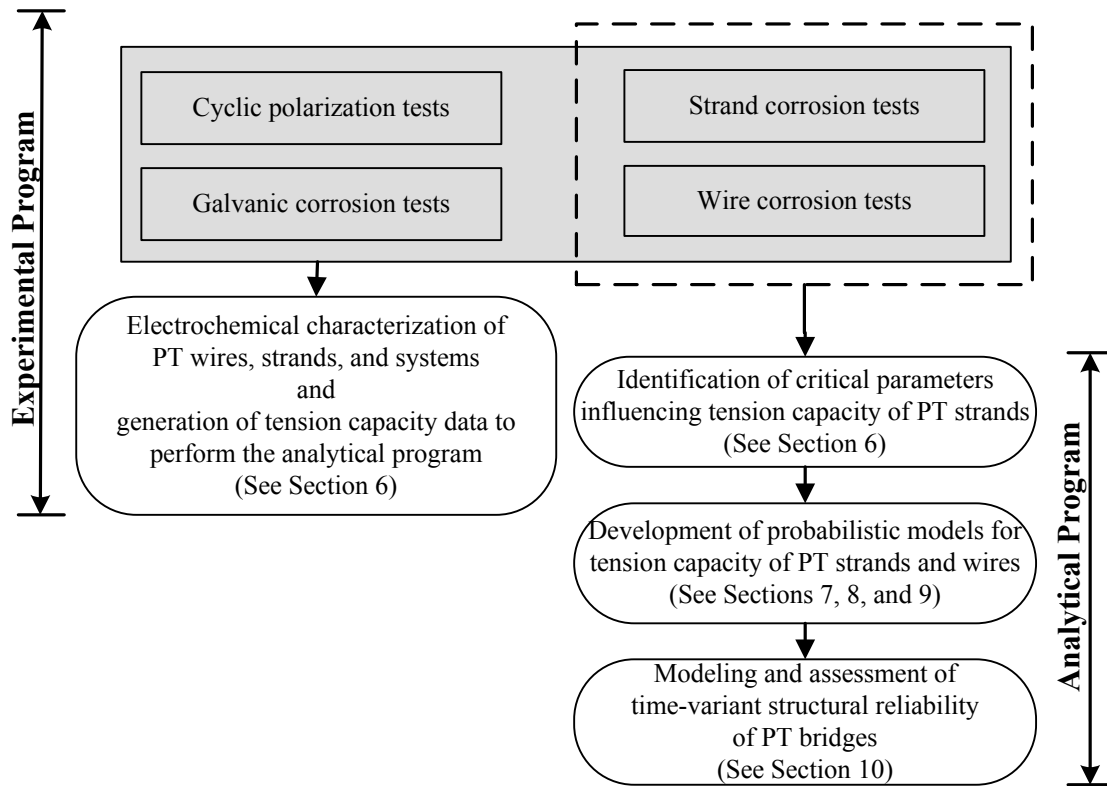 Experimental Program
Cyclic polarization tests
Galvanic corrosion tests
Strand corrosion tests
Wire corrosion tests
Electrochemical characterization of
PT wires, strands, and systems
and
generation of tension capacity data to
perform the analytical program
(See Section 6)
Identification of critical parameters
influencing tension capacity of PT strands
(See Section 6)
Development of probabilistic models for
tension capacity of PT strands and wires
(See Sections 7, 8, and 9)
Modeling and assessment of
time-variant structural reliability
of PT bridges
(See Section 10)
Analytical Program